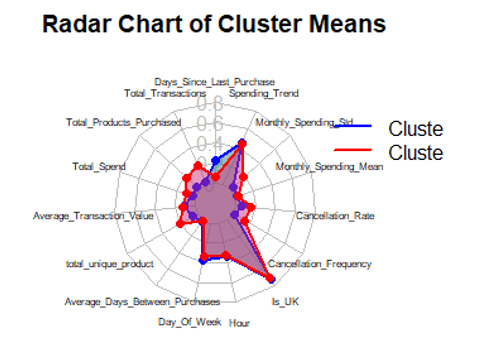 Radar Chart of Cluster Means
Days_Since_Last_Purchase
Total_Transactions
Spending_Trend
0.8
Total_Products_Purchased
0.6
Monthly_Spending_Std
Cluste
0.4
Cluste
Total_Spend
Monthly_Spending_Mean
Average_Transaction_Value
Cancellation_Rate
total_unique_product
Cancellation_Frequency
Average_Days_Between_Purchases
Is_UK
Day_Of_Week
Hour